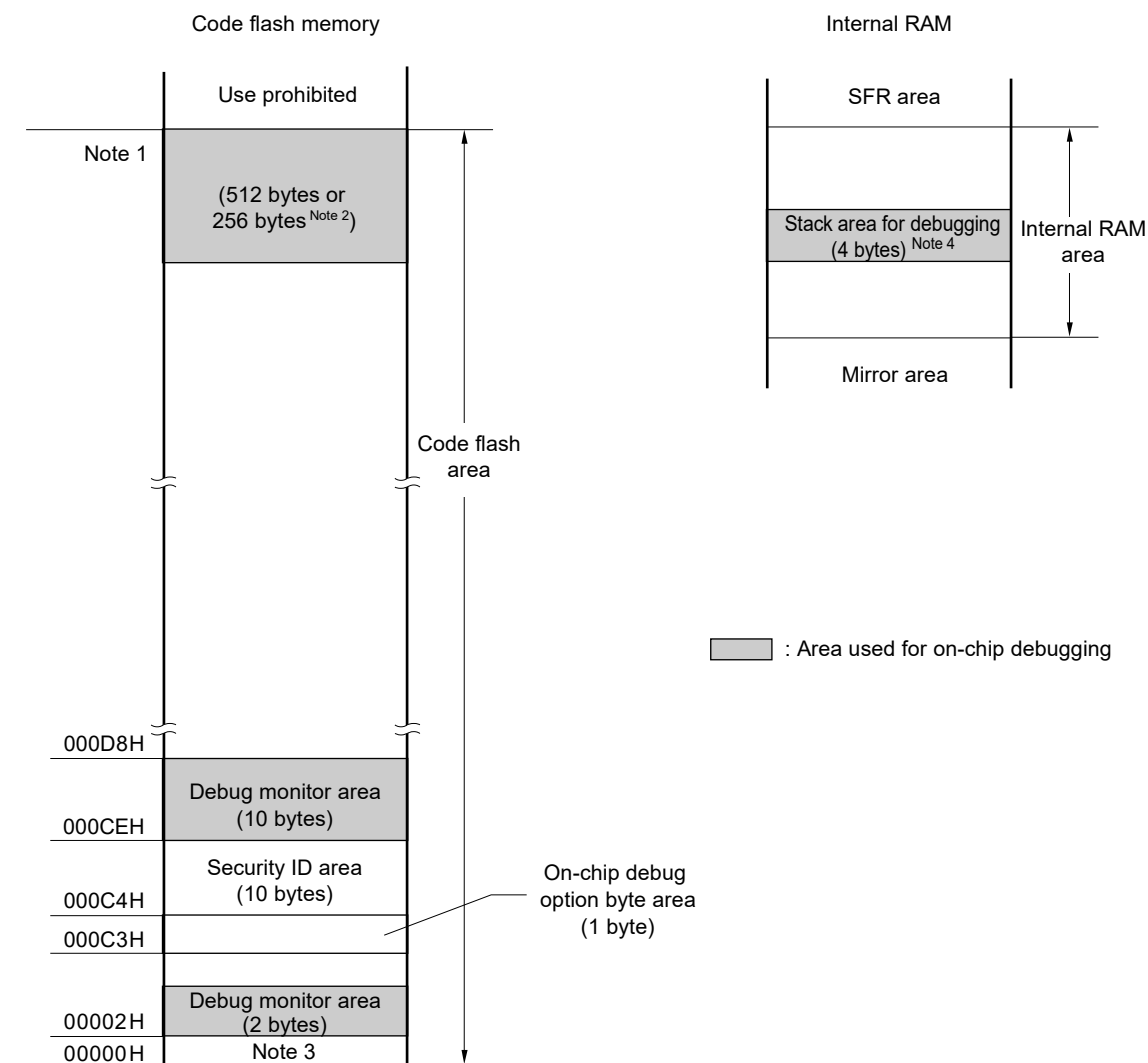 Code flash memory
Internal RAM
Use prohibited
SFR area
Note 1
(512 bytes or
256 bytes Note 2)
Stack area for debugging
(4 bytes) Note 4
Internal RAM
area
Mirror area
Code flash
area
: Area used for on-chip debugging
000D8H
Debug monitor area
(10 bytes)
000CEH
Security ID area
(10 bytes)
000C4H
On-chip debug
option byte area
(1 byte)
000C3H
Debug monitor area
(2 bytes)
00002H
00000H
Note 3